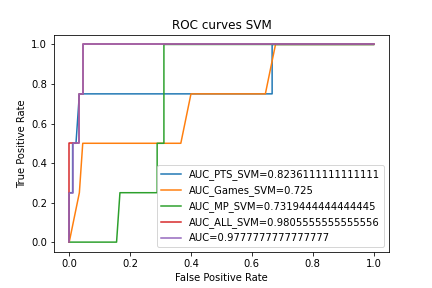 ROC curves SVM
True Positive Rate
1.0
0.8
0.6
0.4
0.2
0.0
AUC_PTS_SVM=0.8236111111111111
AUC_Games_SVM=0.725
AUC_MP_SVM=0.7319444444444445
AUC_ALL_SVM=0.9805555555555556
AUC=0.9777777777777777
0.0 0.2 0.4 0.6 0.8 1.0
False Positive Rate